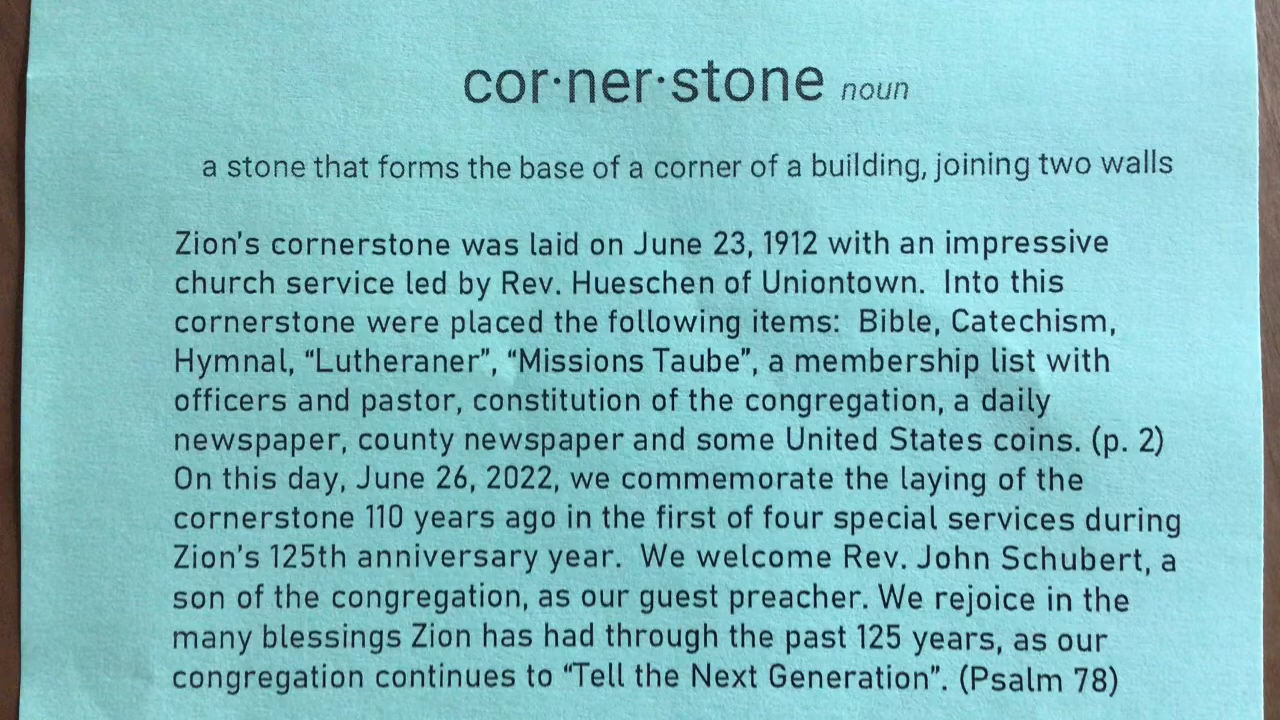 cor·ner·stone noun
a stone that forms the base of a corner of a building, joining two walls
Zion's cornerstone was laid on June 23, 1912 with an impressive
church service led by Rev. Hueschen of Uniontown.  Into this
cornerstone were placed the following items:  Bible, Catechism,
Hymnal, “Lutheraner”, “Missions Taube”, a membership list with
officers and pastor, constitution of the congregation, a daily
newspaper, county newspaper and some United States coins. (p. 2)
On this day, June 26, 2022, we commemorate the laying of the
cornerstone 110 years ago in the first of four special services during
Zion's 125th anniversary year.  We welcome Rev. John Schubert, a
son of the congregation, as our guest preacher. We rejoice in the
many blessings Zion has had through the past 125 years, as our
congregation continues to “Tell the Next Generation”. (Psalm 78)